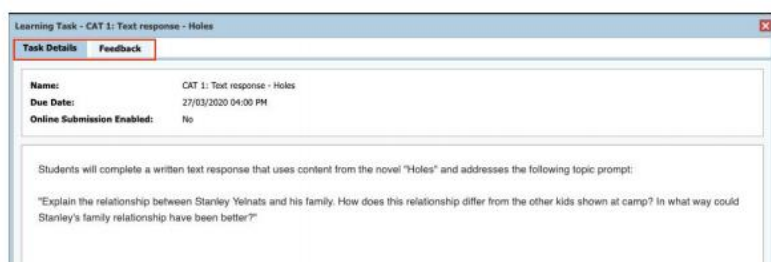 Learning Task - CAT 1: Text response - Holes
Task Details Feedback
Name: CAT 1: Text response - Holes
Due Date: 27/03/2020 04:00 PM
Online Submission Enabled: No
Students will complete a written text response that uses content from the novel "Holes" and addresses the following topic prompt:
"Explain the relationship between Stanley Yelnats and his family. How does this relationship differ from the other kids shown at camp? In what way could
Stanley's family relationship have been better?"